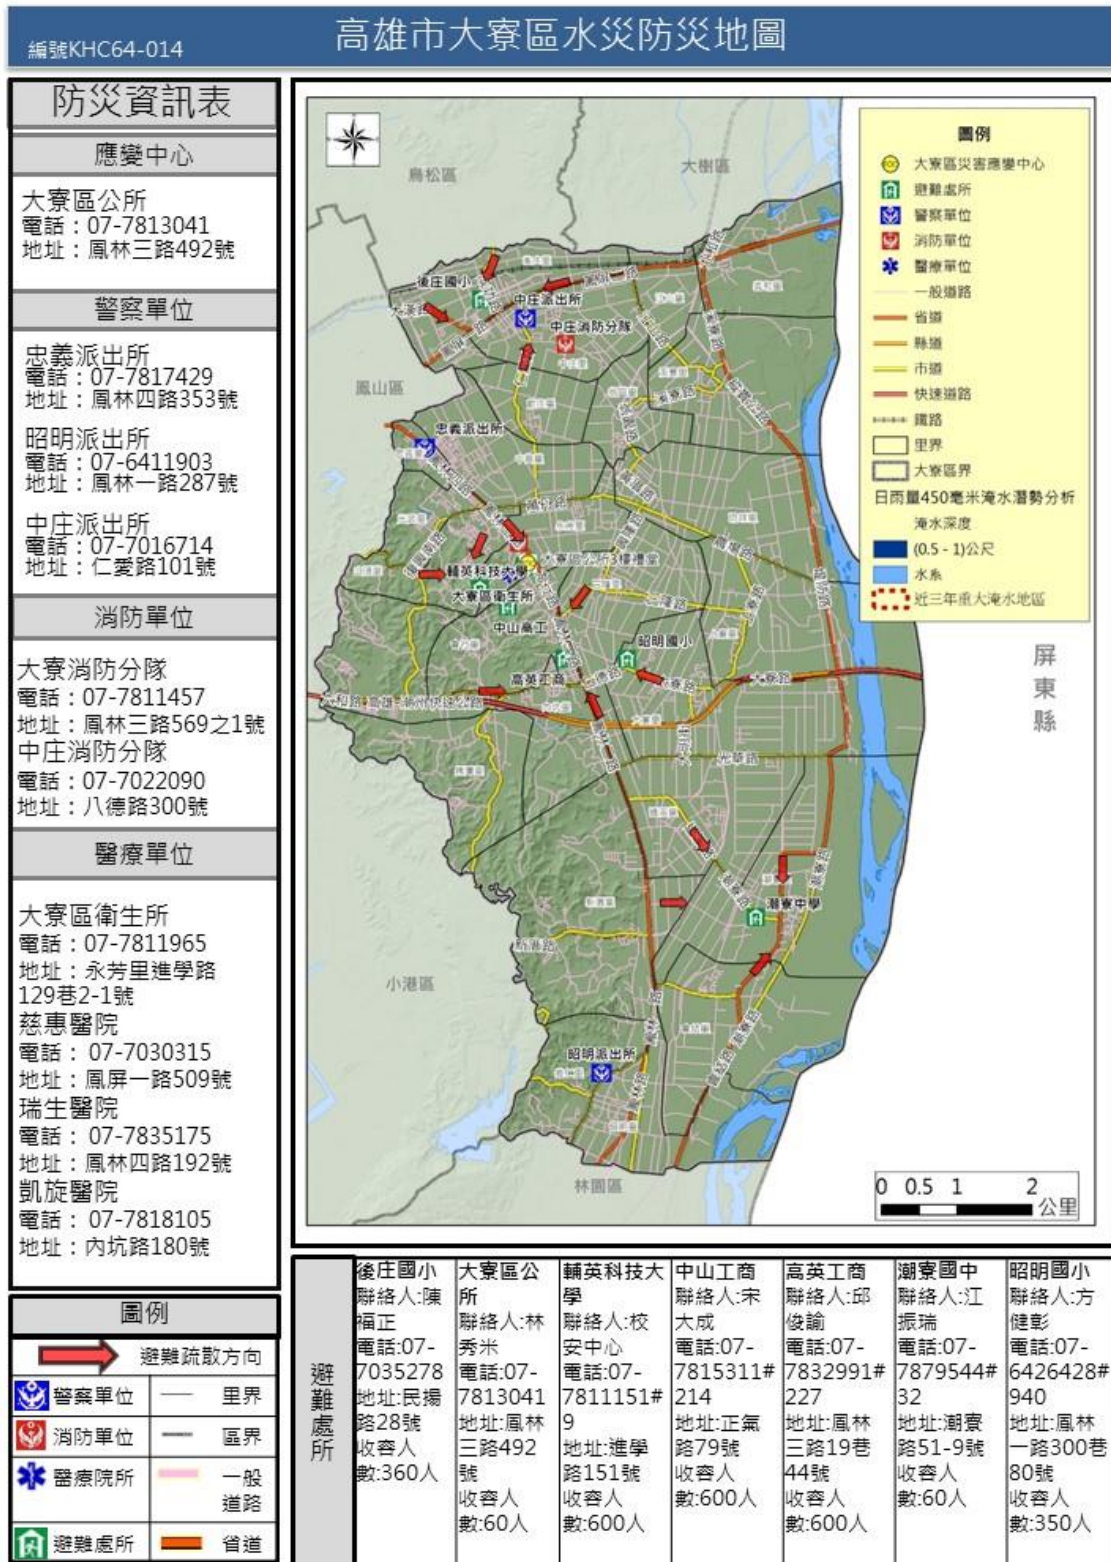 編號KHC64-014
高雄市大寮區水災防災地圖
防災資訊表
應變中心
大寮區公所
電話：07-7813041
地址：鳳林三路492號
警察單位
忠義派出所
電話：07-7817429
地址：鳳林四路353號
昭明派出所
電話：07-6411903
地址：鳳林一路287號
中庄派出所
電話：07-7016714
地址：仁愛路101號
消防單位
大寮消防分隊
電話：07-7811457
地址：鳳林三路569之1號
中庄消防分隊
電話：07-7022090
地址：八德路300號
醫療單位
大寮區衛生所
電話：07-7811965
地址：永芳里進學路
129巷2-1號
慈惠醫院
電話：07-7030315
地址：鳳屏一路509號
瑞生醫院
電話：07-7835175
地址：鳳林四路192號
凱旋醫院
電話：07-7818105
地址：內坑路180號
圖例
避難疏散方向
警察單位
里界
消防單位
區界
醫療院所
一般
道路
避難處所
省道
鳥松區
大樹區
鳳山區
小港區
林園區
屏
東
縣
後庄國小
中庄派出所
中庄消防分隊
忠義派出所
大寮區公所3樓禮堂
輔英科技大學
大寮區衛生所
中山高工
昭明國小
高英工商
大寮路
光華路
潮寮路
潮寮中學
昭明派出所
圖例
大寮區災害應變中心
避難處所
警察單位
消防單位
醫療單位
一般道路
省道
縣道
市道
快速道路
鐵路
里界
大寮區界
日雨量450毫米淹水潛勢分析
淹水深度
(0.5 - 1)公尺
水系
近三年重大淹水地區
0 0.5 1 2
公里
避
難
處
所
後庄國小
聯絡人:陳
福正
電話:07-
7035278
地址:民揚
路28號
收容人
數:360人
大寮區公
所
聯絡人:林
秀米
電話:07-
7813041
地址:鳳林
三路492
號
收容人
數:60人
輔英科技大
學
聯絡人:校
安中心
電話:07-
7811151#
9
地址:進學
路151號
收容人
數:600人
中山工商
聯絡人:宋
大成
電話:07-
7815311#
214
地址:正氣
路79號
收容人
數:600人
高英工商
聯絡人:邱
俊諭
電話:07-
7832991#
227
地址:鳳林
三路19巷
44號
收容人
數:600人
潮寮國中
聯絡人:江
振瑞
電話:07-
7879544#
32
地址:潮寮
路51-9號
收容人
數:60人
昭明國小
聯絡人:方
健彰
電話:07-
6426428#
940
地址:鳳林
一路300巷
80號
收容人
數:350人